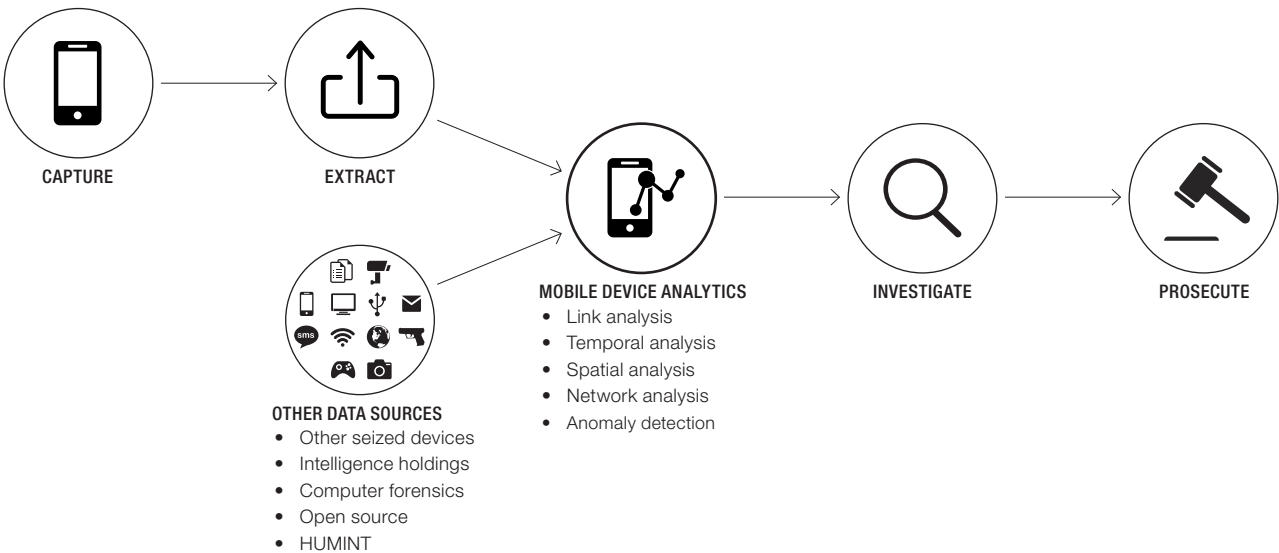 CAPTURE
EXTRACT
MOBILE DEVICE ANALYTICS
• Link analysis
• Temporal analysis
• Spatial analysis
• Network analysis
• Anomaly detection
INVESTIGATE
PROSECUTE
sms
OTHER DATA SOURCES
• Other seized devices
• Intelligence holdings
• Computer forensics
• Open source
• HUMINT